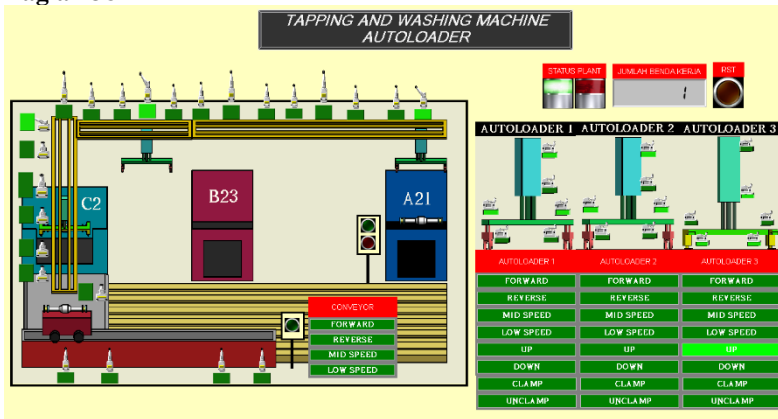 TAPPING AND WASHING MACHINE
AUTOLOADER
STATUS PLANT
JUMLAH BENDA KERJA
RST
1
AUTOLOADER 1
AUTOLOADER 2
AUTOLOADER 3
C2
B23
A21
AUTOLOADER 1
AUTOLOADER 2
AUTOLOADER 3
FORWARD
FORWARD
FORWARD
REVERSE
REVERSE
REVERSE
MID SPEED
MID SPEED
MID SPEED
LOW SPEED
LOW SPEED
LOW SPEED
UP
UP
UP
DOWN
DOWN
DOWN
CLAMP
CLAMP
CLAMP
UNCLAMP
UNCLAMP
UNCLAMP
CONVEYOR
FORWARD
REVERSE
MID SPEED
LOW SPEED